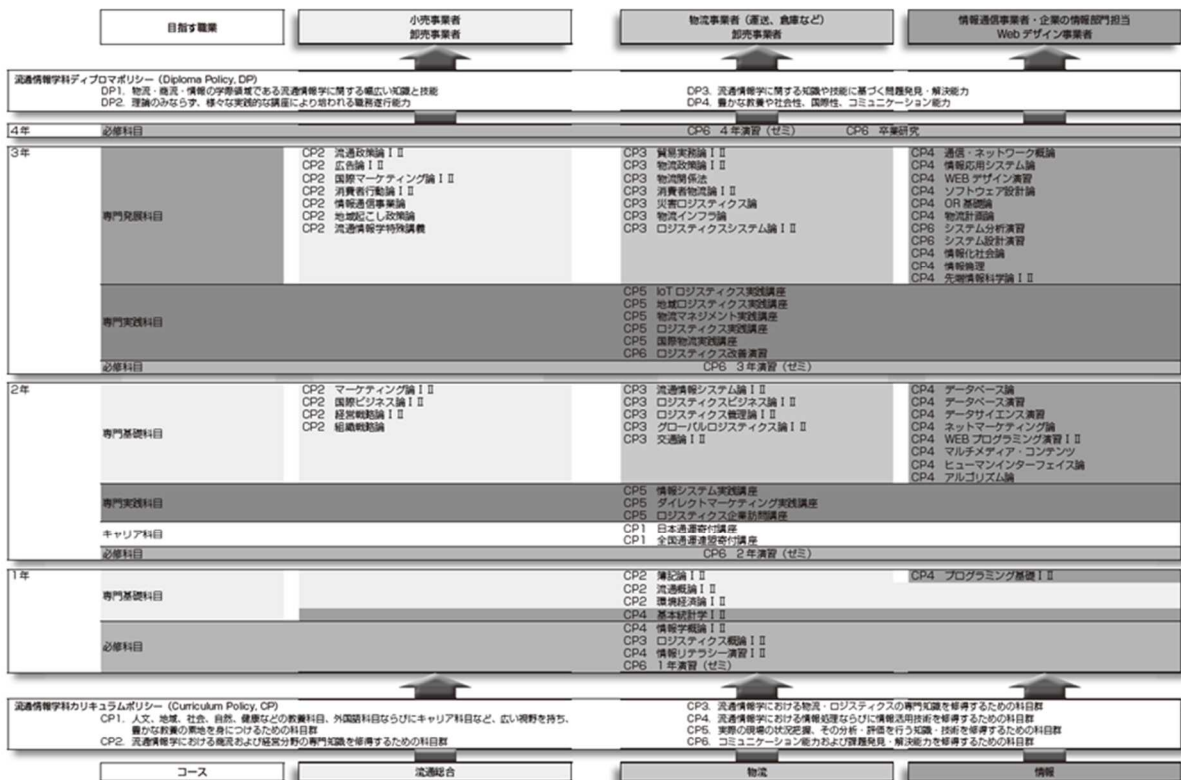 目指す職業
小売事業者
卸売事業者
物流事業者（運送、倉庫など）
卸売事業者
情報通信事業者・企業の情報部門担当
Web デザイン事業者
流通情報学科ディプロマポリシー（Diploma Policy, DP）
DP1. 物流・商流・情報の学際領域である流通情報学に関する幅広い知識と技能
DP2. 理論のみならず、様々な実践的な講座により培われる職務遂行能力
DP3. 流通情報学に関する知識や技能に基づく問題発見・解決能力
DP4. 豊かな教養や社会性、国際性、コミュニケーション能力
4年
必修科目
CP6 4年演習（ゼミ） CP6 卒業研究
3年
専門発展科目
CP2 流通政策論ⅠⅡ
CP2 広告論ⅠⅡ
CP2 国際マーケティング論ⅠⅡ
CP2 消費者行動論ⅠⅡ
CP2 情報通信事業論
CP2 地域起こし政策論
CP2 流通情報学特殊講義
CP3 貿易実務論ⅠⅡ
CP3 物流政策論ⅠⅡ
CP3 物流関係法
CP3 消費者物流論ⅠⅡ
CP3 災害ロジスティクス論
CP3 物流インフラ論
CP3 ロジスティクスシステム論ⅠⅡ
CP4 通信・ネットワーク概論
CP4 情報応用システム論
CP4 WEBデザイン演習
CP4 ソフトウェア設計論
CP4 OR基礎論
CP4 物流計画論
CP6 システム分析演習
CP6 システム設計演習
CP4 情報化社会論
CP4 情報倫理
CP4 先端情報科学論ⅠⅡ
専門実践科目
CP5 IoTロジスティクス実践講座
CP5 地域ロジスティクス実践講座
CP5 物流マネジメント実践講座
CP5 ロジスティクス実践講座
CP5 国際物流実践講座
CP6 ロジスティクス改善演習
必修科目
CP6 3年演習（ゼミ）
2年
専門基礎科目
CP2 マーケティング論ⅠⅡ
CP2 国際ビジネス論ⅠⅡ
CP2 経営戦略論ⅠⅡ
CP2 組織戦略論
CP3 流通情報システム論ⅠⅡ
CP3 ロジスティクスビジネス論ⅠⅡ
CP3 ロジスティクス管理論ⅠⅡ
CP3 グローバルロジスティクス論ⅠⅡ
CP3 交通論ⅠⅡ
CP4 データベース論
CP4 データベース演習
CP4 データサイエンス演習
CP4 ネットマーケティング論
CP4 WEBプログラミング演習ⅠⅡ
CP4 マルチメディア・コンテンツ
CP4 ヒューマンインターフェイス論
CP4 アルゴリズム論
専門実践科目
CP5 情報システム実践講座
CP5 ダイレクトマーケティング実践講座
CP5 ロジスティクス企業訪問講座
キャリア科目
CP1 日本通運寄付講座
CP1 全国通運連盟寄付講座
必修科目
CP6 2年演習（ゼミ）
1年
専門基礎科目
CP2 簿記論ⅠⅡ
CP2 流通概論ⅠⅡ
CP2 環境経済論ⅠⅡ
CP4 基本統計学ⅠⅡ
CP4 プログラミング基礎ⅠⅡ
必修科目
CP4 情報学概論ⅠⅡ
CP3 ロジスティクス概論ⅠⅡ
CP4 情報リテラシー演習ⅠⅡ
CP6 1年演習（ゼミ）
流通情報学科カリキュラムポリシー（Curriculum Policy, CP）
CP1. 人文、地域、社会、自然、健康などの教養科目、外国語科目ならびにキャリア科目など、広い視野を持ち、
豊かな教養の素地を身につけるための科目群
CP2. 流通情報学における商流および経営分野の専門知識を修得するための科目群
CP3. 流通情報学における物流・ロジスティクスの専門知識を修得するための科目群
CP4. 流通情報学における情報処理ならびに情報活用技術を修得するための科目群
CP5. 実際の現場の状況把握、その分析・評価を行う知識・技術を修得するための科目群
CP6. コミュニケーション能力および課題発見・解決能力を修得するための科目群
コース
流通総合
物流
情報